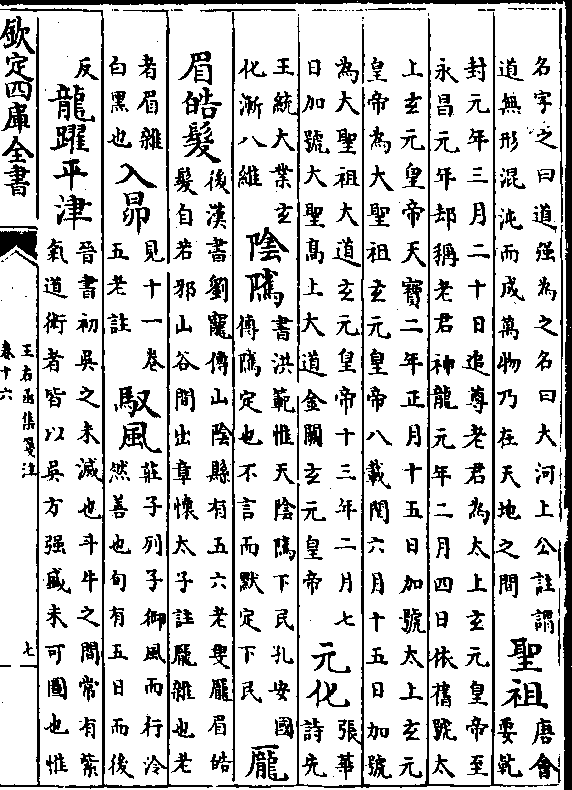 名字之曰道强為之名曰大河上公註謂
道無形混沌而成萬物乃在天地之間
聖祖
唐會
要乾
封元年三月二十日追尊老君為太上玄元皇帝至
永昌元年却稱老君神龍元年二月四日依舊號太
上玄元皇帝天寶二年正月十五日加號太上玄元
皇帝為大聖祖玄元皇帝八載閏六月十五日加號
為大聖祖大道玄元皇帝十三年二月七
日加號大聖髙上大道金闕玄元皇帝
元化
張華
詩先
王統大業玄
化漸八維
陰隲
書洪範惟天陰隲下民孔安國
傳隲定也不言而默定下民
厖
眉皓髮
後漢書劉寵傳山陰縣有五六老叟厖眉皓
髮自若邪山谷間出章懷太子註厖雜也老
者眉雜
白黑也
入昴
見十一卷
五老註
馭風
莊子列子御風而行泠
然善也旬有五日而後
反
龍躍平津
晉書初吳之未滅也斗牛之間常有紫
氣道術者皆以吳方强盛未可圖也惟
欽定四庫全書
王右丞集箋注
卷十六
七